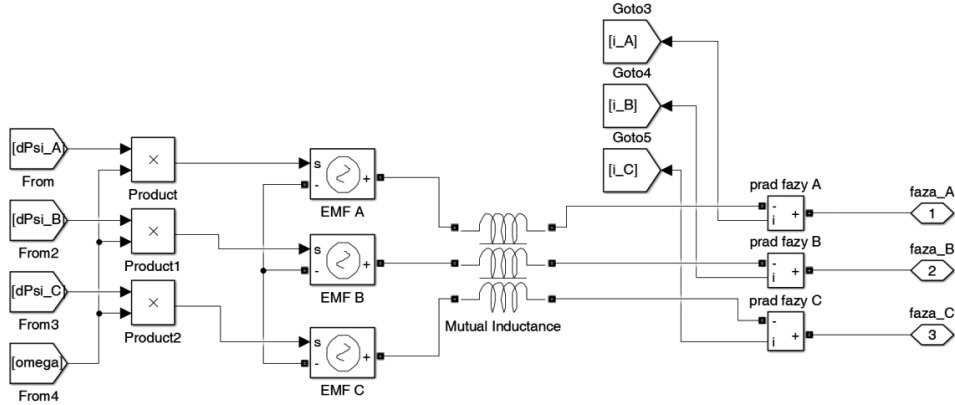 Goto3
[i_A]
Goto4
[i_B]
Goto5
[i_C]
[dPsi_A]
From
×
Product
s
-
+
EMF A
[dPsi_B]
From2
×
Product1
s
-
+
EMF B
[dPsi_C]
From3
×
Product2
s
-
+
EMF C
[omega]
From4
Mutual Inductance
prad fazy A
-
i
+
faza_A
1
prad fazy B
-
i
+
faza_B
2
prad fazy C
-
i
+
faza_C
3